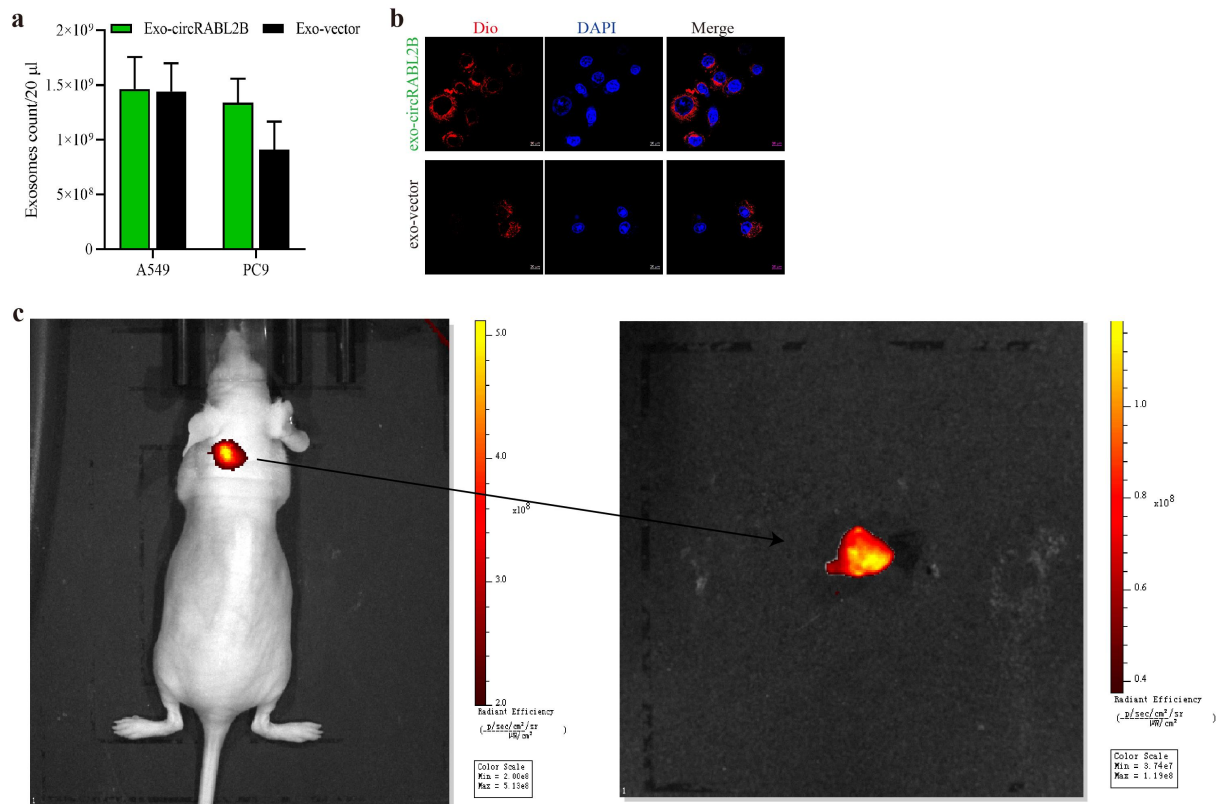 a
Exo-circRABL2B
Exo-vector
Exosomes count/20 µl
2×10⁹
1.5×10⁹
1×10⁹
5×10⁸
0
A549
PC9
b
Dio
DAPI
Merge
exo-circRABL2B
exo-vector
c
5.0
4.0
x10⁸
3.0
2.0
Radiant Efficiency
(p/sec/cm²/sr
µW/cm²)
Color Scale
Min = 2.00e8
Max = 5.13e8
1
1.0
0.8
x10⁸
0.6
0.4
Radiant Efficiency
(p/sec/cm²/sr
µW/cm²)
Color Scale
Min = 3.74e7
Max = 1.19e8
1